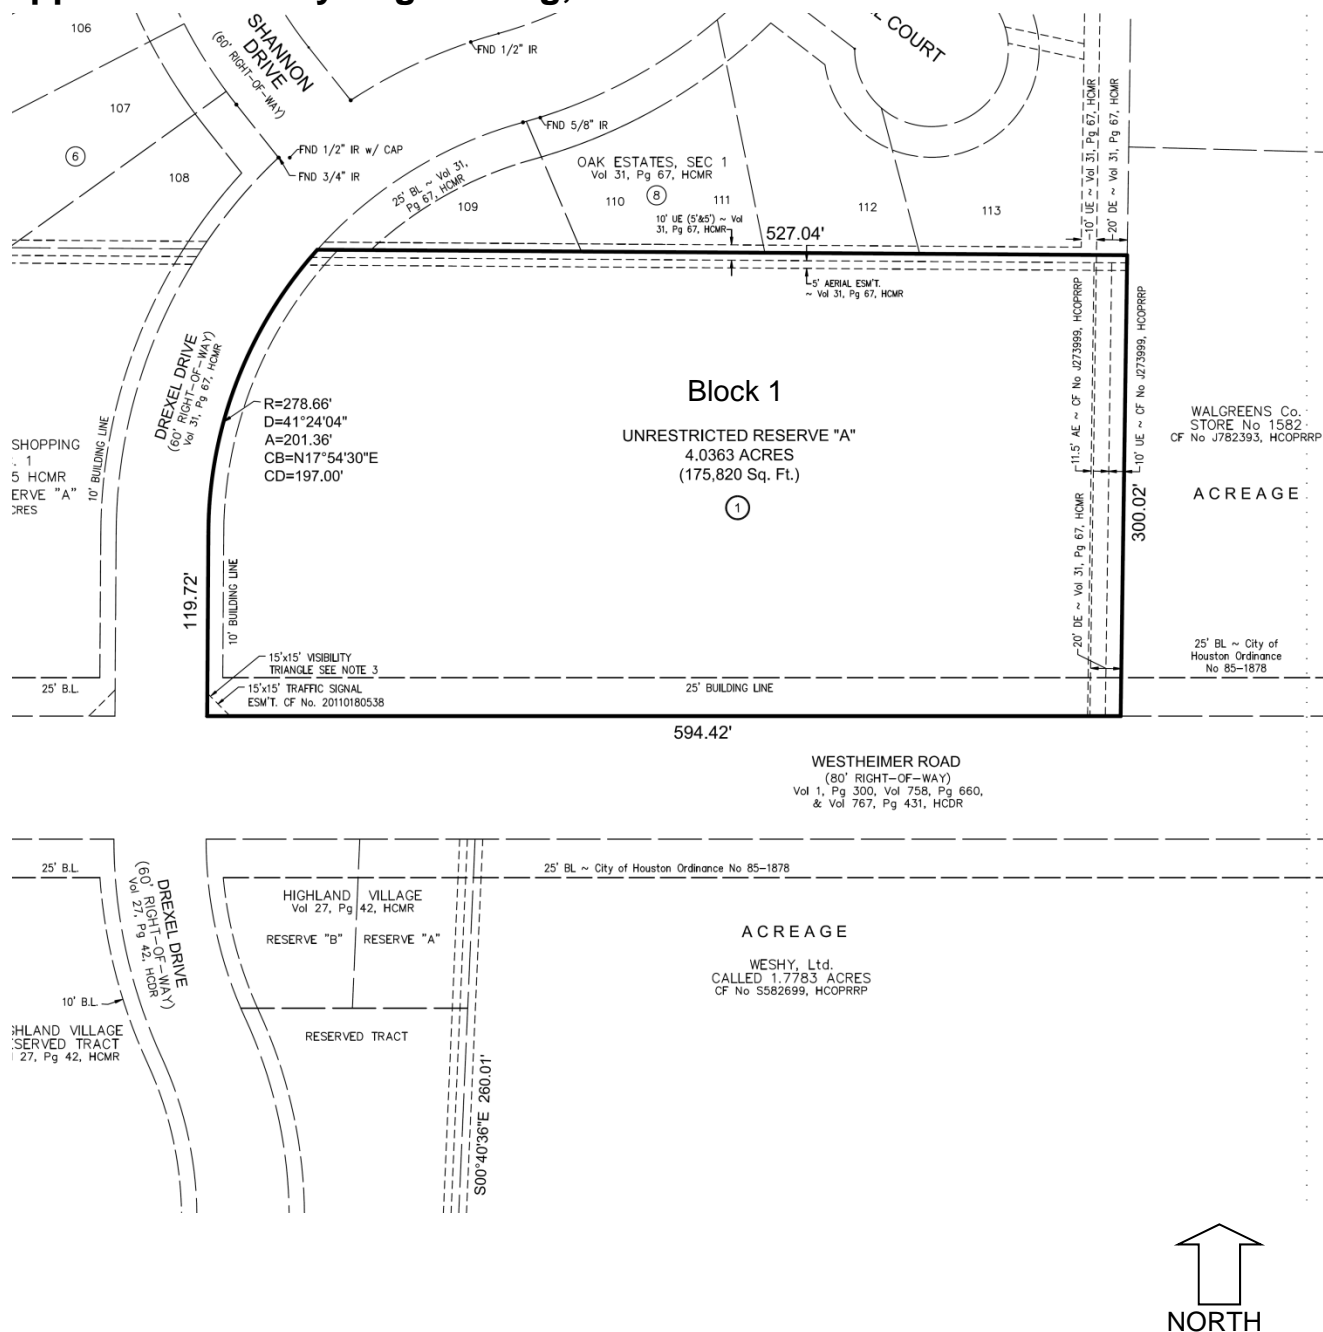 106
SHANNON
DRIVE
(60' RIGHT-OF-WAY)
FND 1/2" IR
COURT
107
6
108
FND 1/2" IR w/ CAP
FND 3/4" IR
FND 5/8" IR
25' BL ~ Vol 31,
Pg 67, HCMR
109
OAK ESTATES, SEC 1
Vol 31, Pg 67, HCMR
8
110
111
112
113
10' UE (5'&5') ~ Vol
31, Pg 67, HCMR
527.04'
5' AERIAL ESM'T.
~ Vol 31, Pg 67, HCMR
10' UE ~ Vol 31, Pg 67, HCMR
20' DE ~ Vol 31, Pg 67, HCMR
DREXEL DRIVE
(60' RIGHT-OF-WAY)
Vol 31, Pg 67, HCMR
10' BUILDING LINE
SHOPPING
1
5 HCMR
ERVE "A"
CRES
R=278.66'
D=41°24'04"
A=201.36'
CB=N17°54'30"E
CD=197.00'
Block 1
UNRESTRICTED RESERVE "A"
4.0363 ACRES
(175,820 Sq. Ft.)
1
11.5' AE ~ CF No J273999, HCOPRRP
10' UE ~ CF No J273999, HCOPRRP
20' DE ~ Vol 31, Pg 67, HCMR
300.02'
WALGREENS Co.
STORE No 1582
CF No J782393, HCOPRRP
ACREAGE
119.72'
10' BUILDING LINE
15'x15' VISIBILITY
TRIANGLE SEE NOTE 3
15'x15' TRAFFIC SIGNAL
ESM'T. CF No. 20110180538
25' B.L.
25' BUILDING LINE
25' BL ~ City of
Houston Ordinance
No 85-1878
594.42'
WESTHEIMER ROAD
(80' RIGHT-OF-WAY)
Vol 1, Pg 300, Vol 758, Pg 660,
& Vol 767, Pg 431, HCDR
25' B.L.
25' BL ~ City of Houston Ordinance No 85-1878
DREXEL DRIVE
(60' RIGHT-OF-WAY)
Vol 27, Pg 42, HCDR
HIGHLAND VILLAGE
Vol 27, Pg 42, HCMR
RESERVE "B"
RESERVE "A"
ACREAGE
WESHY, Ltd.
CALLED 1.7783 ACRES
CF No S582699, HCOPRRP
10' B.L.
GHLAND VILLAGE
ESERVED TRACT
27, Pg 42, HCMR
RESERVED TRACT
S00°40'36"E 260.01'
NORTH